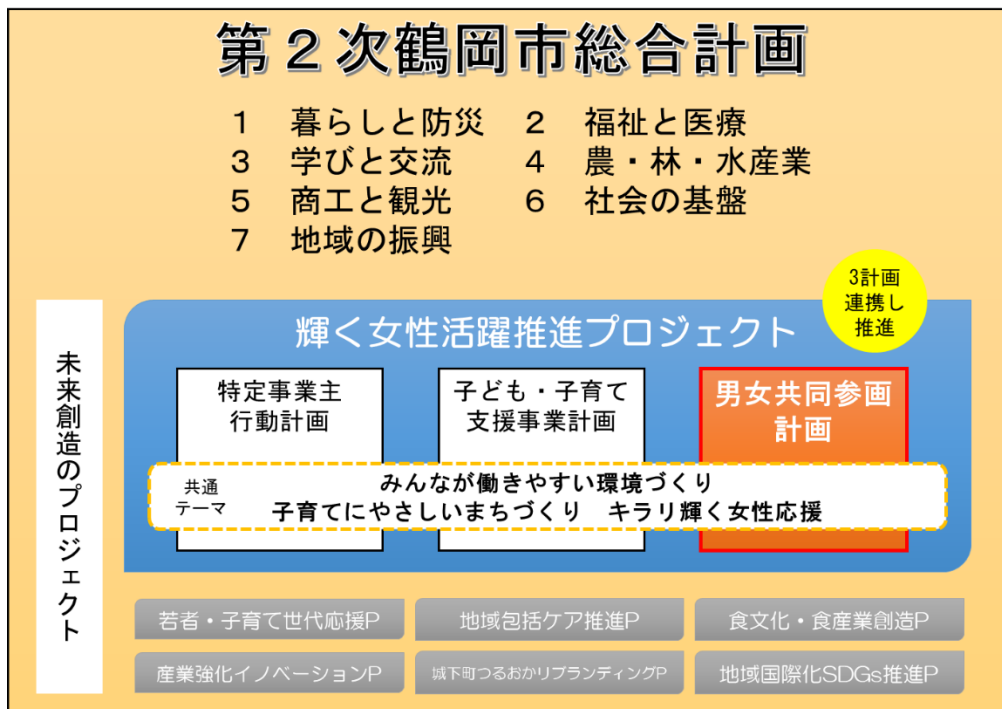 第２次鶴岡市総合計画
１　暮らしと防災　２　福祉と医療
３　学びと交流　４　農・林・水産業
５　商工と観光　６　社会の基盤
７　地域の振興
3計画
連携し
推進
未来創造のプロジェクト
輝く女性活躍推進プロジェクト
特定事業主
行動計画
子ども・子育て
支援事業計画
男女共同参画
計画
共通
テーマ
みんなが働きやすい環境づくり
子育てにやさしいまちづくり　キラリ輝く女性応援
若者・子育て世代応援P
地域包括ケア推進P
食文化・食産業創造P
産業強化イノベーションP
城下町つるおかリブランディングP
地域国際化SDGs推進P